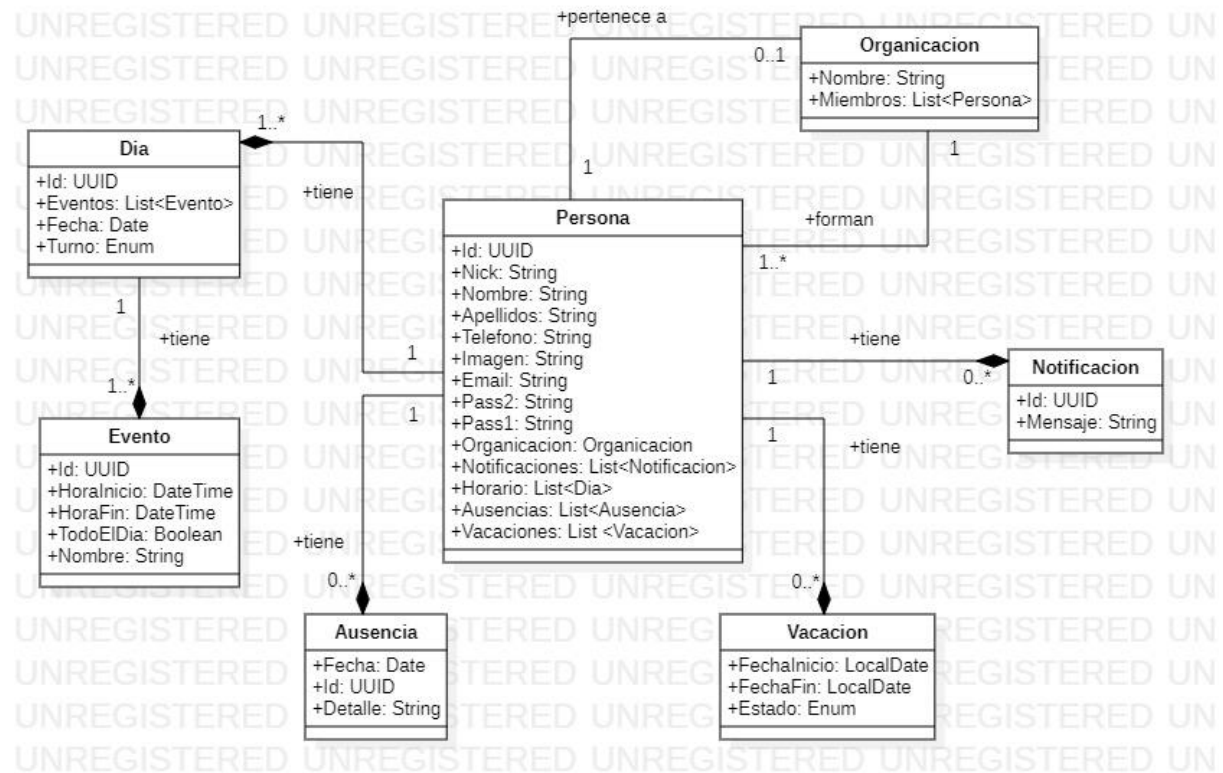 +pertenece a
Organicacion
0..1
+Nombre: String
+Miembros: List<Persona>
1..*
Dia
1
1
+Id: UUID
+Eventos: List<Evento>
+Fecha: Date
+Turno: Enum
+tiene
Persona
+forman
1..*
+Id: UUID
+Nick: String
+Nombre: String
+Apellidos: String
+Telefono: String
+Imagen: String
+Email: String
+Pass2: String
+Pass1: String
+Organicacion: Organicacion
+Notificaciones: List<Notificacion>
+Horario: List<Dia>
+Ausencias: List<Ausencia>
+Vacaciones: List <Vacacion>
1
+tiene
1..*
1
1
+tiene
1
0..*
Notificacion
+Id: UUID
+Mensaje: String
1
+tiene
Evento
+Id: UUID
+HoraInicio: DateTime
+HoraFin: DateTime
+TodoElDia: Boolean
+Nombre: String
+tiene
0..*
0..*
Ausencia
+Fecha: Date
+Id: UUID
+Detalle: String
Vacacion
+FechaInicio: LocalDate
+FechaFin: LocalDate
+Estado: Enum
UNREGISTERED UNREGISTERED UNREGISTERED UNREGISTERED UN